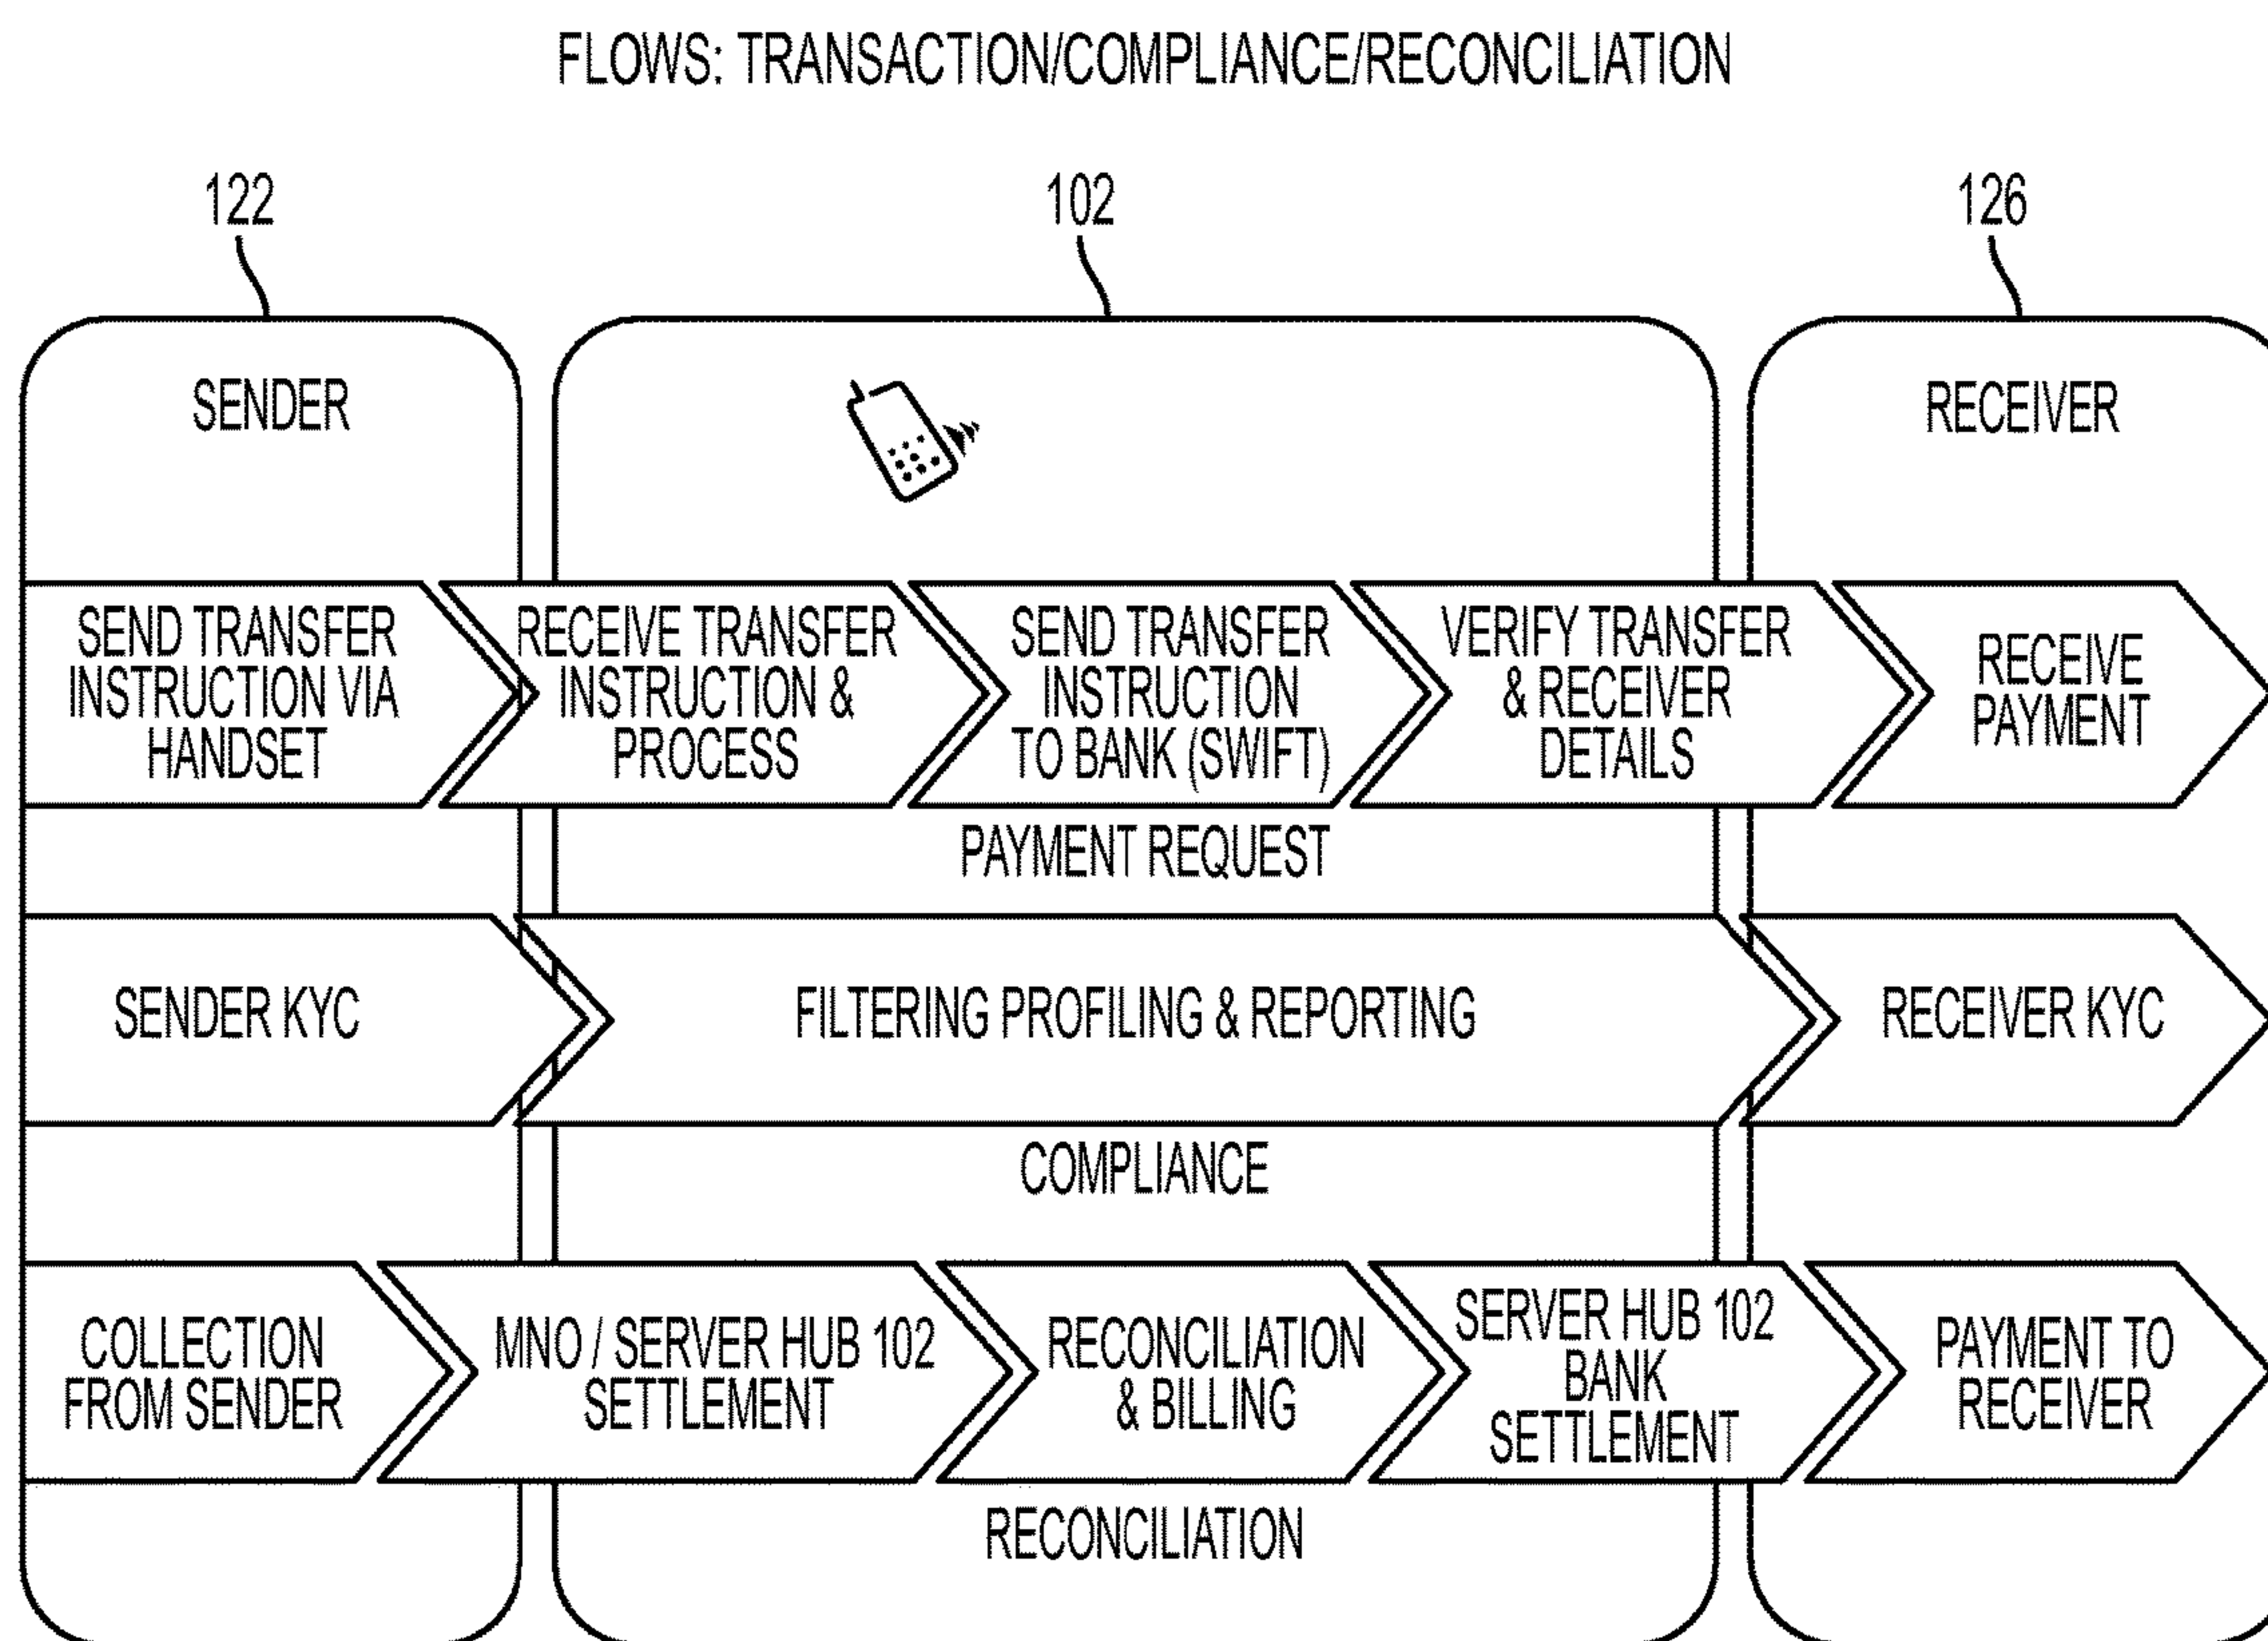 FLOWS: TRANSACTION/COMPLIANCE/RECONCILIATION
122
102
126
SENDER
RECEIVER
SEND TRANSFER
INSTRUCTION VIA
HANDSET
RECEIVE TRANSFER
INSTRUCTION &
PROCESS
SEND TRANSFER
INSTRUCTION
TO BANK (SWIFT)
VERIFY TRANSFER
& RECEIVER
DETAILS
RECEIVE
PAYMENT
PAYMENT REQUEST
SENDER KYC
FILTERING PROFILING & REPORTING
RECEIVER KYC
COMPLIANCE
COLLECTION
FROM SENDER
MNO / SERVER HUB 102
SETTLEMENT
RECONCILIATION
& BILLING
SERVER HUB 102
BANK
SETTLEMENT
PAYMENT TO
RECEIVER
RECONCILIATION